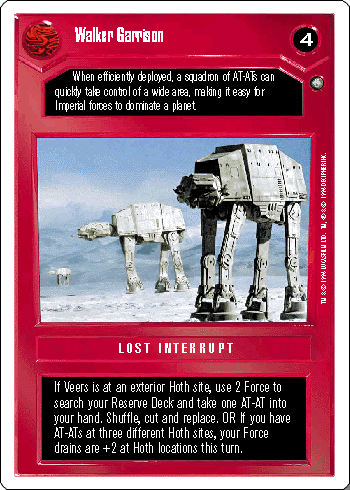 Walker Garrison
4
When efficiently deployed, a squadron of AT-ATs can
quickly take control of a wide area, making it easy for
Imperial forces to dominate a planet.
LOST INTERRUPT
If Veers is at an exterior Hoth site, use 2 Force to
search your Reserve Deck and take one AT-AT into
your hand. Shuffle, cut and replace. OR If you have
AT-ATs at three different Hoth sites, your Force
drains are +2 at Hoth locations this turn.